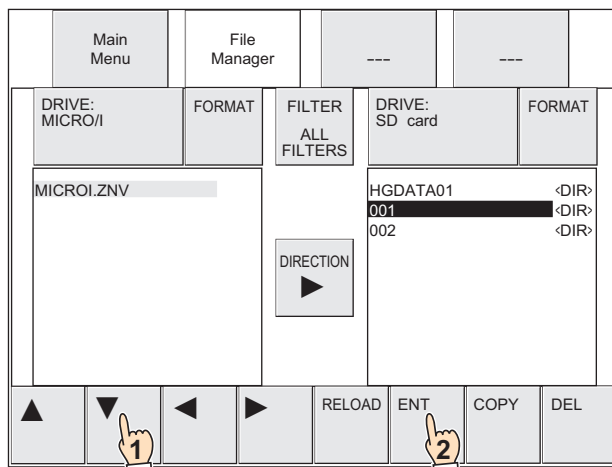 Main
Menu
File
Manager
---
---
DRIVE:
MICRO/I
FORMAT
FILTER
ALL
FILTERS
DRIVE:
SD card
FORMAT
MICROI.ZNV
HGDATA01 <DIR>
001 <DIR>
002 <DIR>
DIRECTION
▶
▲ ▼ ◀ ▶ RELOAD ENT COPY DEL
1 2